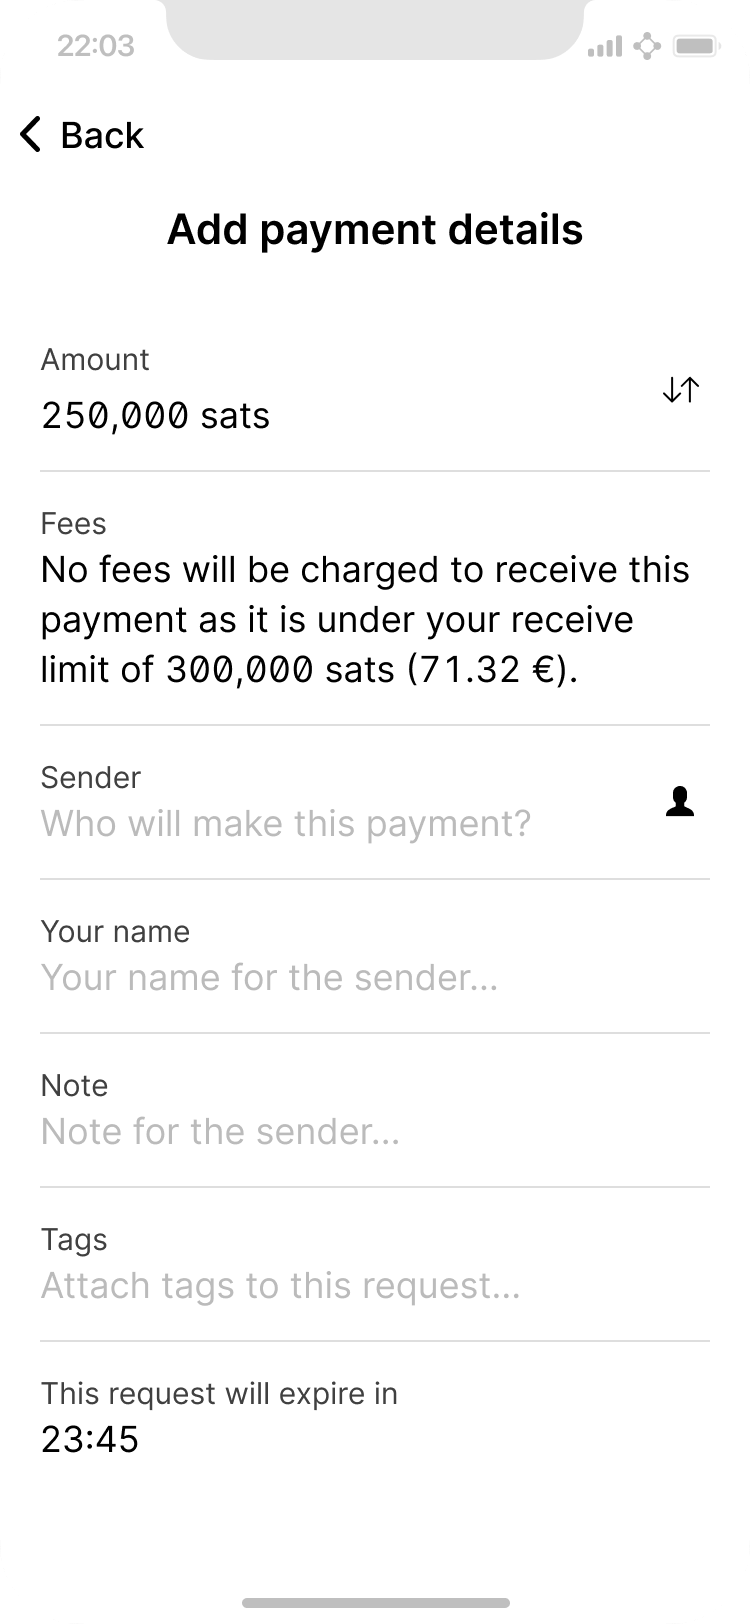 22:03
Back
Add payment details
Amount
250,000 sats
Fees
No fees will be charged to receive this
payment as it is under your receive
limit of 300,000 sats (71.32 €).
Sender
Who will make this payment?
Your name
Your name for the sender...
Note
Note for the sender...
Tags
Attach tags to this request...
This request will expire in
23:45